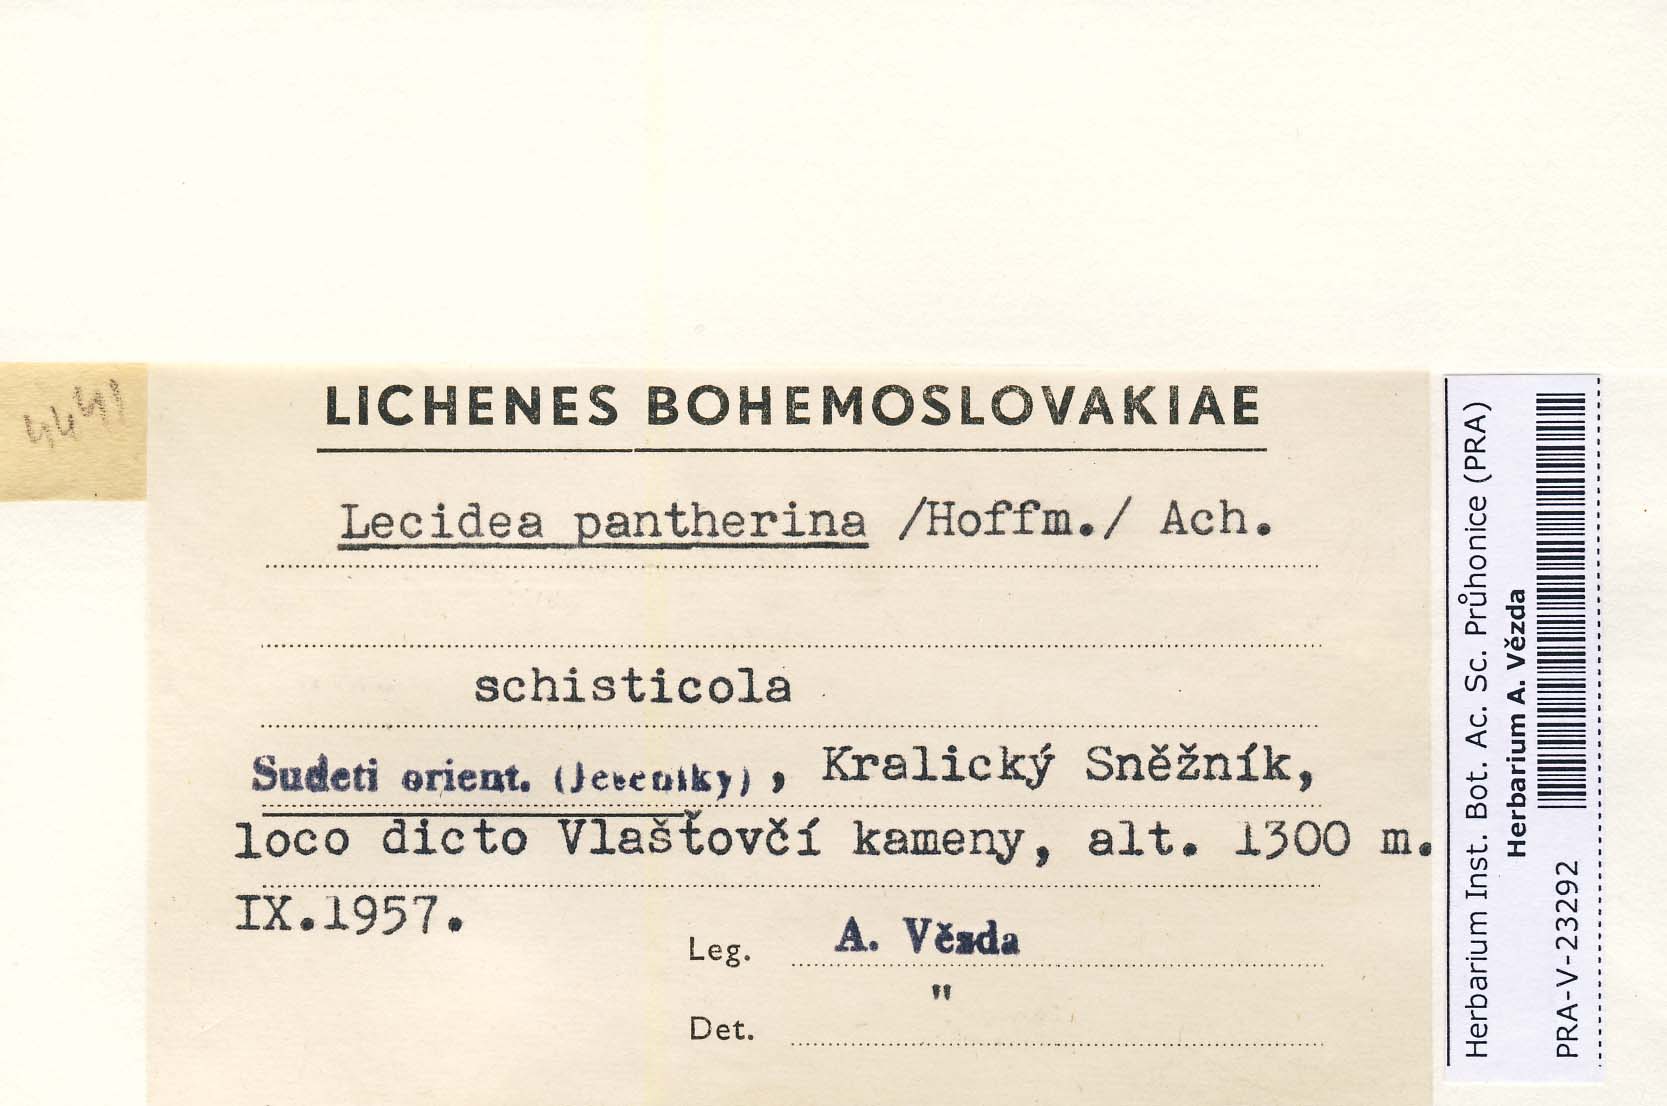 4441
LICHENES BOHEMOSLOVAKIAE
Lecidea pantherina /Hoffm./ Ach.
schisticola
Sudeti orient. (Jeseníky), Kralický Sněžník,
loco dicto Vlašťovčí kameny, alt. 1300 m.
IX.1957.
Leg. A. Vězda
Det. "
Herbarium Inst. Bot. Ac. Sc. Průhonice (PRA)
Herbarium A. Vězda
PRA-V-23292